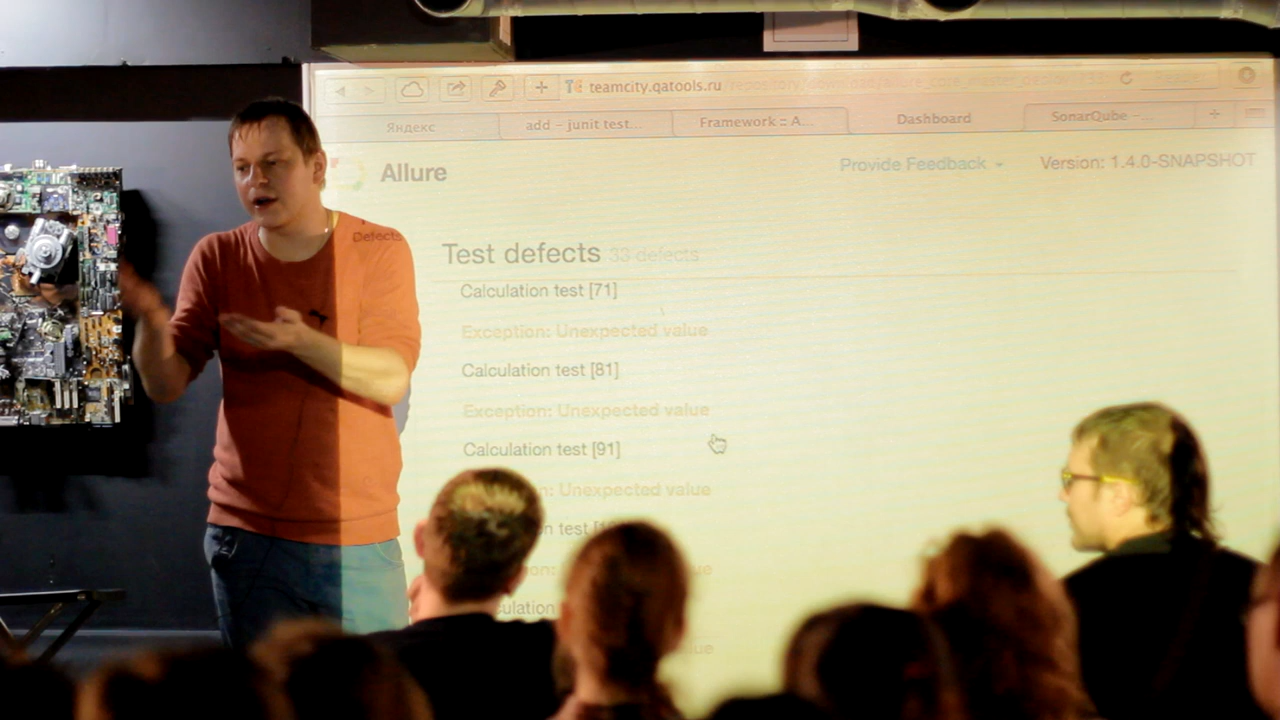 teamcity.qatools.ru
Яндекс
add - junit test...
Framework :: A...
Dashboard
SonarQube -...
Allure
Provide Feedback
Version: 1.4.0-SNAPSHOT
Defects
Test defects 33 defects
Calculation test [71]
Exception: Unexpected value
Calculation test [81]
Exception: Unexpected value
Calculation test [91]
Unexpected value
test